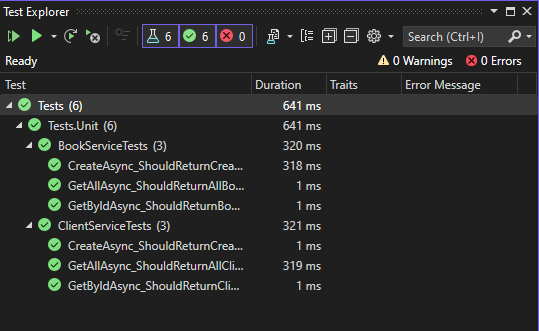 Test Explorer
6 6 0 Search (Ctrl+I)
Ready 0 Warnings 0 Errors
Test Duration Traits Error Message
Tests (6) 641 ms
Tests.Unit (6) 641 ms
BookServiceTests (3) 320 ms
CreateAsync_ShouldReturnCrea... 318 ms
GetAllAsync_ShouldReturnAllBo... 1 ms
GetByIdAsync_ShouldReturnBo... 1 ms
ClientServiceTests (3) 321 ms
CreateAsync_ShouldReturnCrea... 1 ms
GetAllAsync_ShouldReturnAllCli... 319 ms
GetByIdAsync_ShouldReturnCli... 1 ms